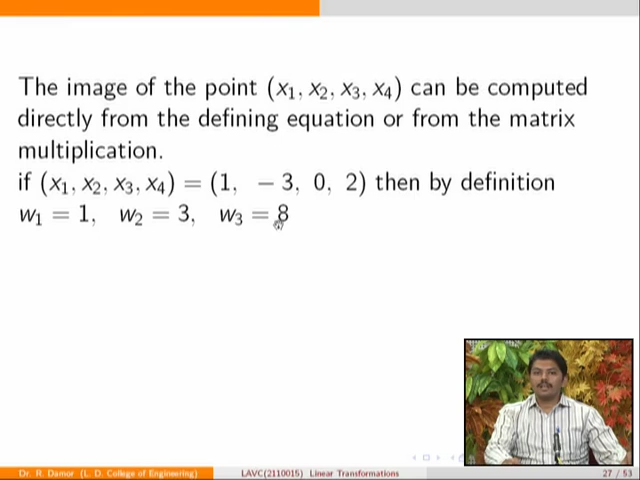 The image of the point (x₁, x₂, x₃, x₄) can be computed
directly from the defining equation or from the matrix
multiplication.
if (x₁, x₂, x₃, x₄) = (1, −3, 0, 2) then by definition
w₁ = 1, w₂ = 3, w₃ = 8
Dr. R. Damor (L. D. College of Engineering) LAVC(2110015) Linear Transformations 27 / 53